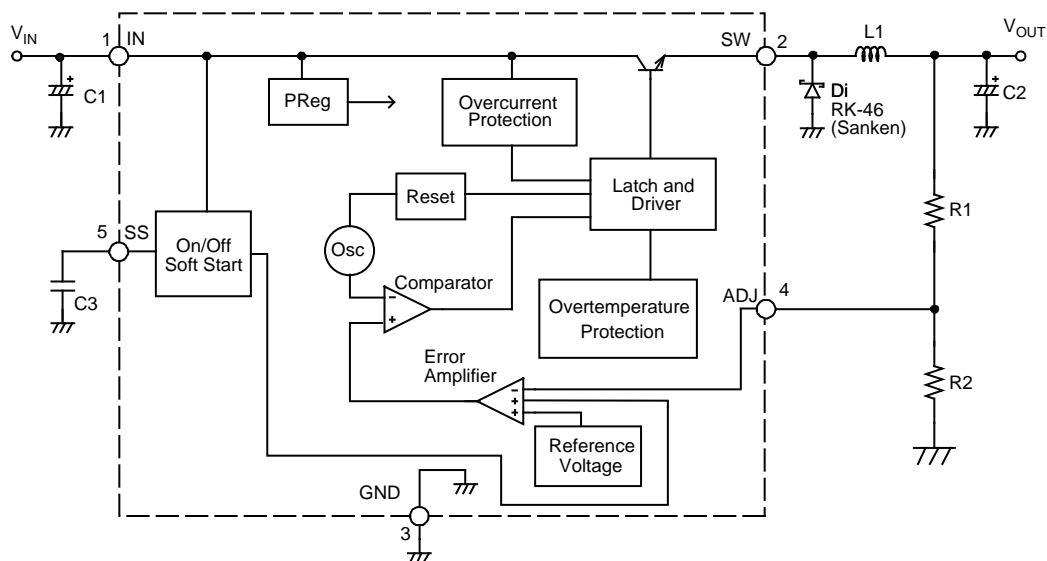 VIN
1
IN
SW
2
L1
VOUT
C1
PReg
Overcurrent
Protection
Di
RK-46
(Sanken)
C2
Reset
Latch and
Driver
R1
5
SS
On/Off
Soft Start
Osc
C3
Comparator
−
+
Overtemperature
Protection
ADJ
4
Error
Amplifier
−
+
+
R2
Reference
Voltage
GND
3
+
+